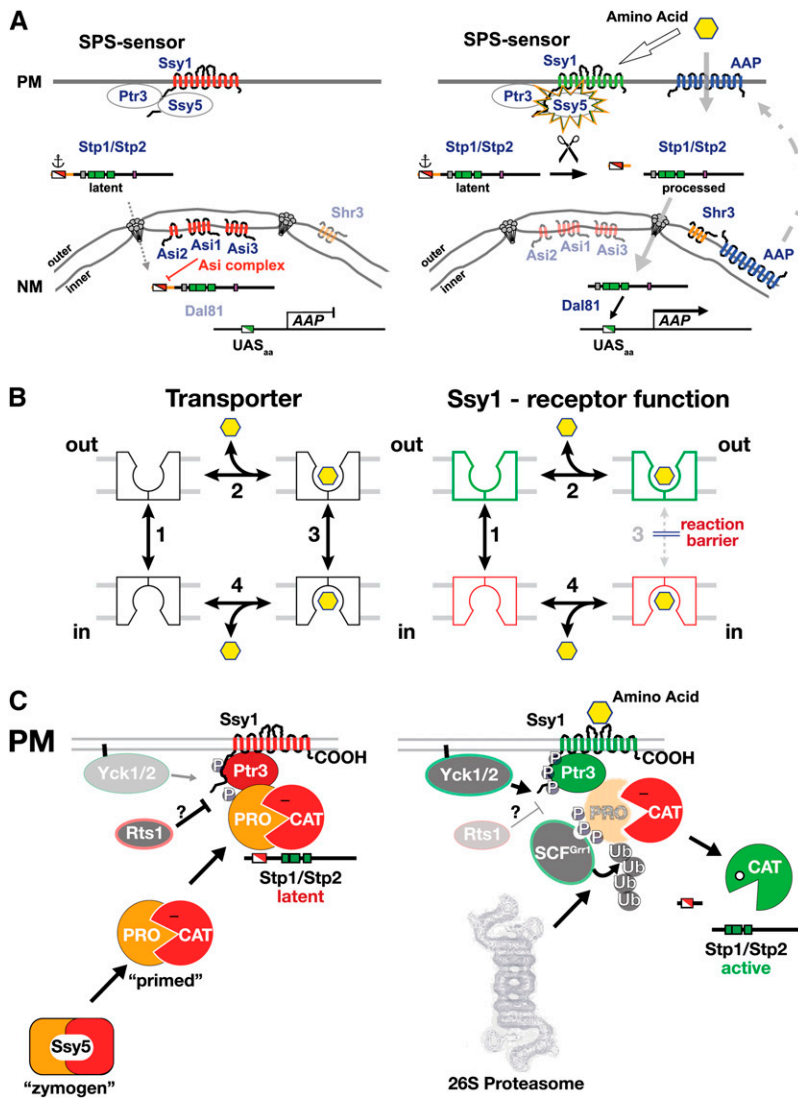 A
SPS-sensor
Ssy1
PM
Ptr3
Ssy5
Stp1/Stp2
latent
Shr3
outer
inner
Asi2
Asi1
Asi3
Asi complex
NM
Dal81
AAP
UASaa
Amino Acid
SPS-sensor
Ssy1
AAP
Ptr3
Ssy5
Stp1/Stp2
Stp1/Stp2
latent
processed
Shr3
outer
inner
Asi2
Asi1
Asi3
AAP
Dal81
AAP
UASaa
B
Transporter
out
2
1
3
4
in
Ssy1 - receptor function
out
2
1
3
reaction
barrier
4
in
C
PM
Ssy1
COOH
Yck1/2
P
Ptr3
P
?
Rts1
PRO
–
CAT
Stp1/Stp2
latent
PRO
–
CAT
“primed”
Ssy5
“zymogen”
Amino Acid
Ssy1
COOH
Yck1/2
P
Ptr3
P
?
Rts1
PRO
–
CAT
P
P
P
SCFGrr1
Ub
Ub
Ub
Ub
CAT
Stp1/Stp2
active
26S Proteasome